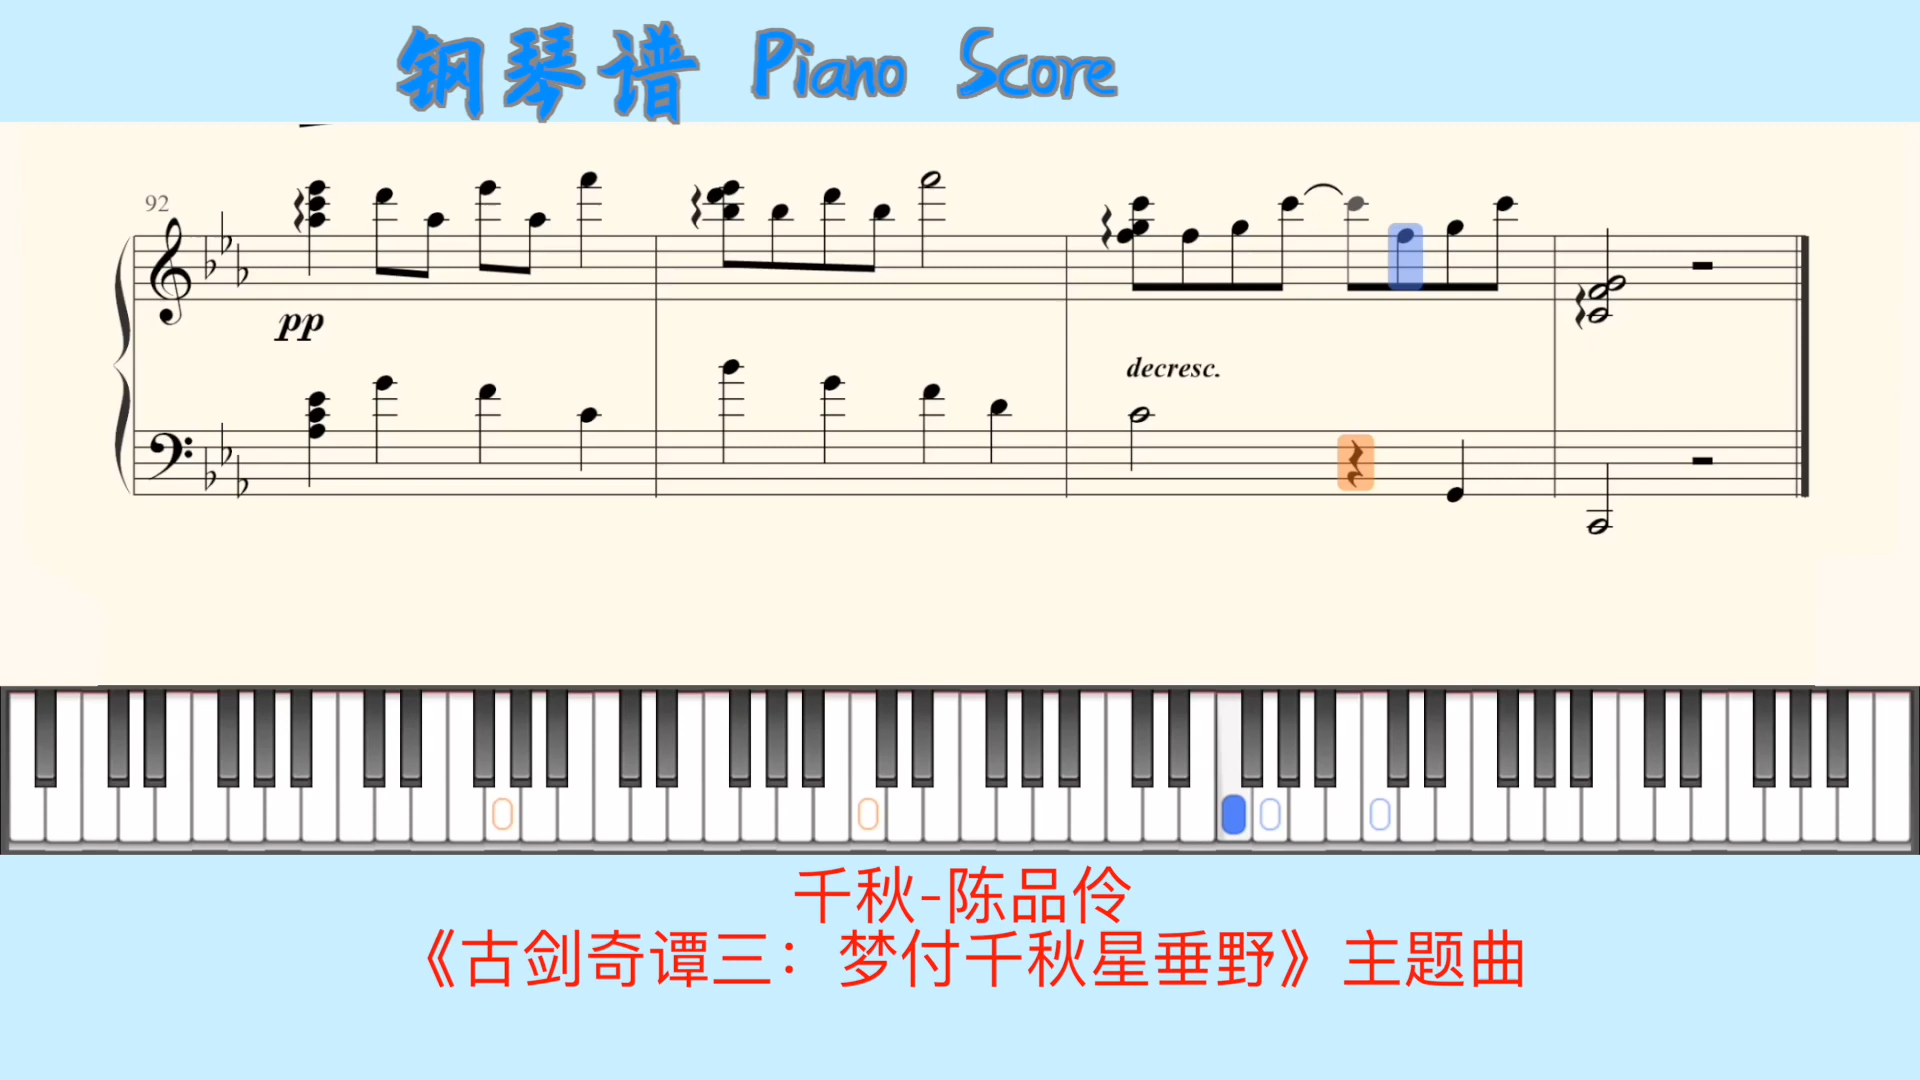 钢琴谱 Piano Score
92
pp
decresc.
千秋-陈品伶
《古剑奇谭三：梦付千秋星垂野》主题曲